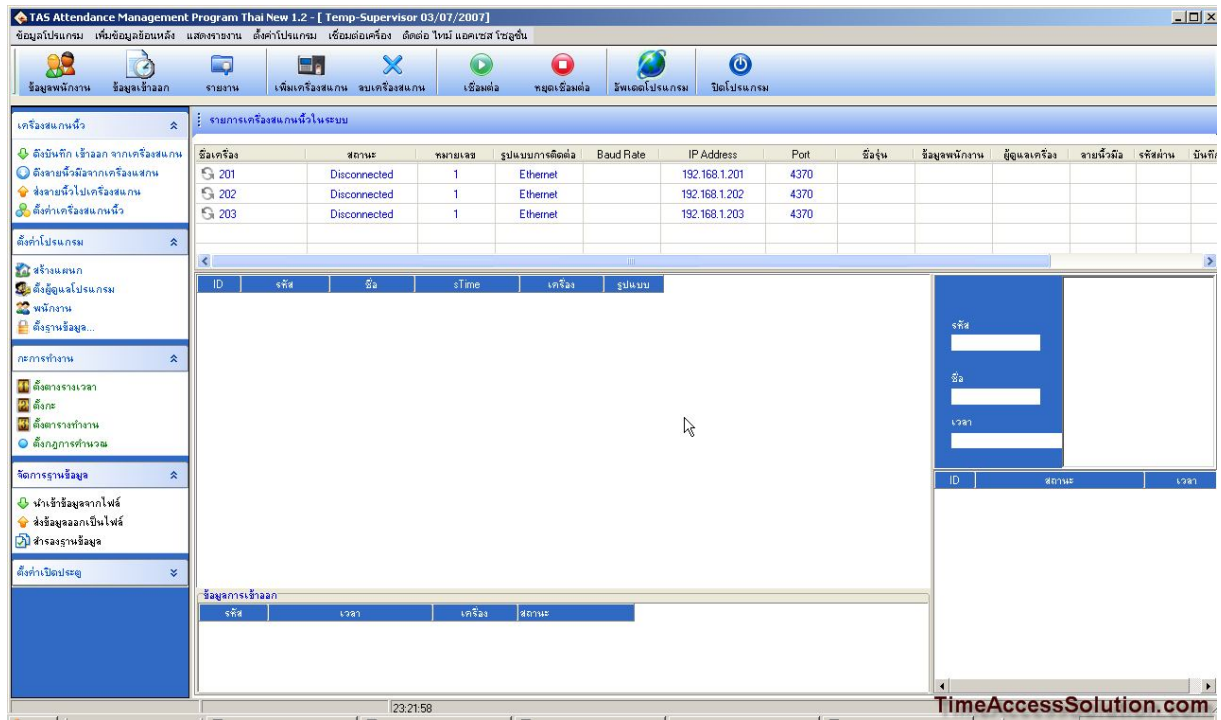 TAS Attendance Management Program Thai New 1.2 - [ Temp-Supervisor 03/07/2007]
ข้อมูลโปรแกรม เพิ่มข้อมูลย้อนหลัง แสดงรายงาน ตั้งค่าโปรแกรม เชื่อมต่อเครื่อง ติดต่อ ไทม์ แอคเซส โซลูชั่น
ข้อมูลพนักงาน ข้อมูลเข้าออก รายงาน เพิ่มเครื่องสแกน ลบเครื่องสแกน เชื่อมต่อ หยุดเชื่อมต่อ อัพเดดโปรแกรม ปิดโปรแกรม
เครื่องสแกนนิ้ว
ดึงบันทึก เข้าออก จากเครื่องสแกน
ดึงลายนิ้วมือจากเครื่องแสกน
ส่งลายนิ้วไปเครื่องสแกน
ตั้งค่าเครื่องสแกนนิ้ว
ตั้งค่าโปรแกรม
สร้างแผนก
ตั้งผู้ดูแลโปรแกรม
พนักงาน
ตั้งฐานข้อมูล...
กะการทำงาน
ตั้งตารางเวลา
ตั้งกะ
ตั้งตารางทำงาน
ตั้งกฎการคำนวณ
จัดการฐานข้อมูล
นำเข้าข้อมูลจากไฟล์
ส่งข้อมูลออกเป็นไฟล์
สำรองฐานข้อมูล
ตั้งค่าเปิดประตู
รายการเครื่องสแกนนิ้วในระบบ
ชื่อเครื่อง สถานะ หมายเลข รูปแบบการติดต่อ Baud Rate IP Address Port ชื่อรุ่น ข้อมูลพนักงาน ผู้ดูแลเครื่อง ลายนิ้วมือ รหัสผ่าน
201 Disconnected 1 Ethernet 192.168.1.201 4370
202 Disconnected 1 Ethernet 192.168.1.202 4370
203 Disconnected 1 Ethernet 192.168.1.203 4370
ID รหัส ชื่อ sTime เครื่อง รูปแบบ
รหัส
ชื่อ
เวลา
ID สถานะ เวลา
ข้อมูลการเข้าออก
รหัส เวลา เครื่อง สถานะ
23:21:58
TimeAccessSolution.com